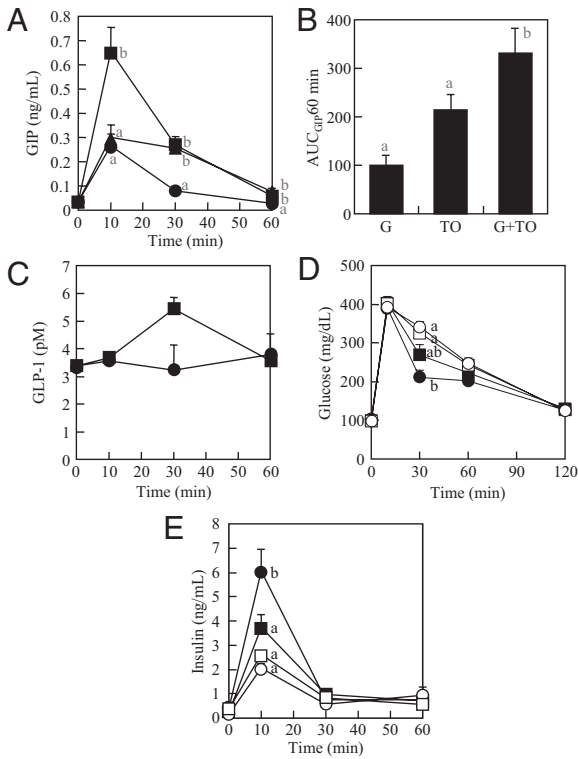 A
GIP (ng/mL)
0.8
0.7
0.6
0.5
0.4
0.3
0.2
0.1
0
b
a
a
b
b
a
b
b
a
0 10 20 30 40 50 60
Time (min)
B
AUCGIP60 min
400
300
200
100
0
a
a
b
G TO G+TO
C
GLP-1 (pM)
7
6
5
4
3
2
1
0
0 10 20 30 40 50 60
Time (min)
D
Glucose (mg/dL)
500
400
300
200
100
0
a
a
ab
b
0 30 60 90 120
Time (min)
E
Insulin (ng/mL)
8
7
6
5
4
3
2
1
0
b
a
a
a
0 10 20 30 40 50 60
Time (min)